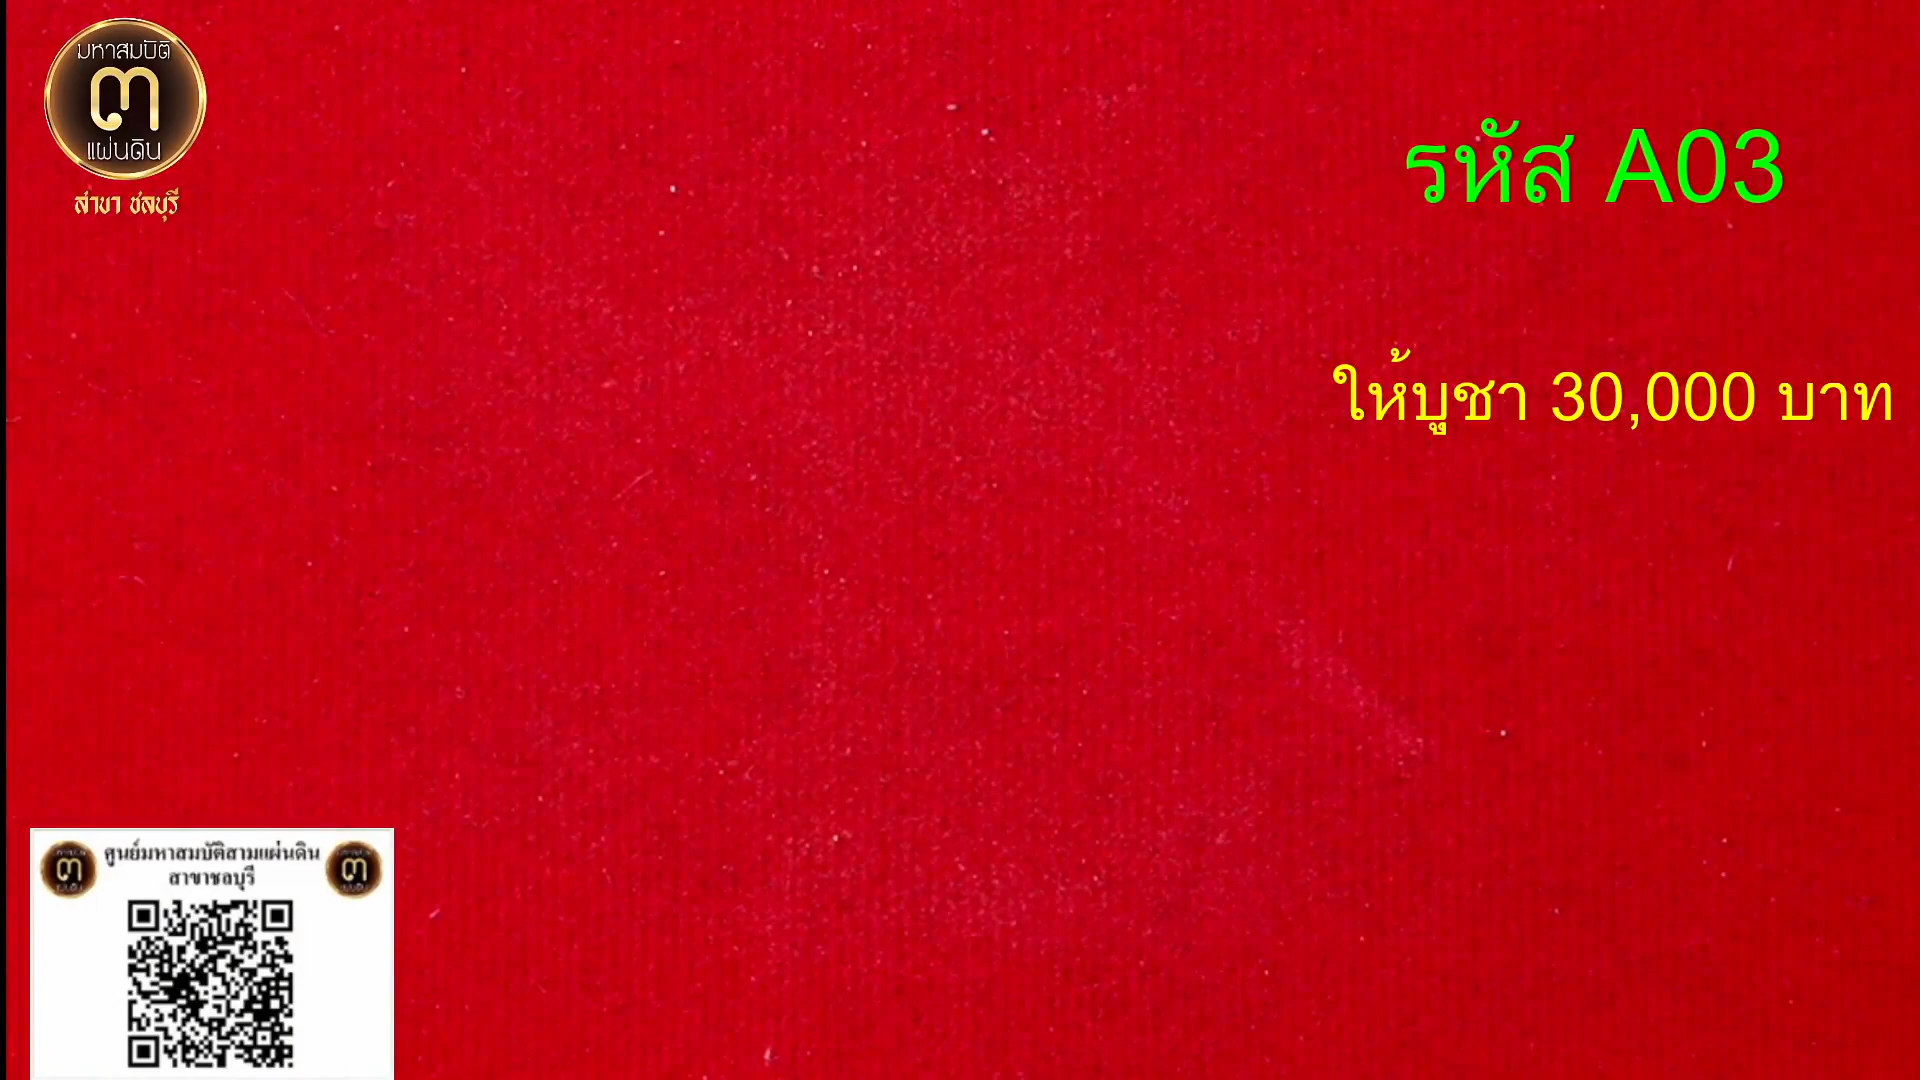 มหาสมบัติ
๓
แผ่นดิน
สาขา ชลบุรี
รหัส A03
ให้บูชา 30,000 บาท
ศูนย์มหาสมบัติสามแผ่นดิน
สาขาชลบุรี
๓
๓